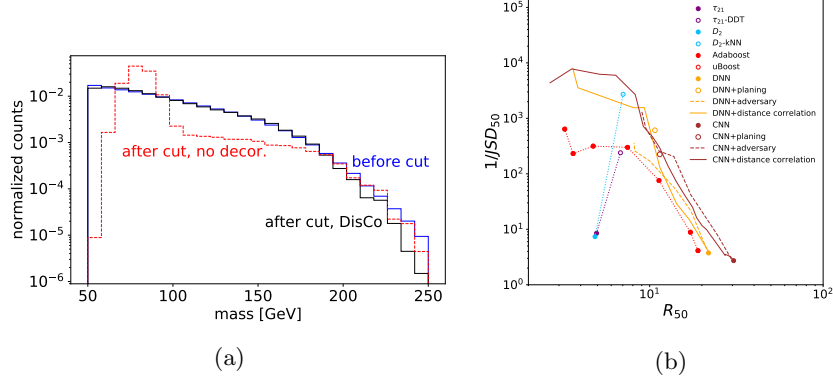 10⁻²
10⁻³
10⁻⁴
10⁻⁵
10⁻⁶
normalized counts
after cut, no decor.
before cut
after cut, DisCo
50 100 150 200 250
mass [GeV]
(a)
10⁵
10⁴
10³
10²
10¹
10⁰
1/JSD₅₀
τ₂₁
τ₂₁-DDT
D₂
D₂-kNN
Adaboost
uBoost
DNN
DNN+planing
DNN+adversary
DNN+distance correlation
CNN
CNN+planing
CNN+adversary
CNN+distance correlation
10¹ 10²
R₅₀
(b)